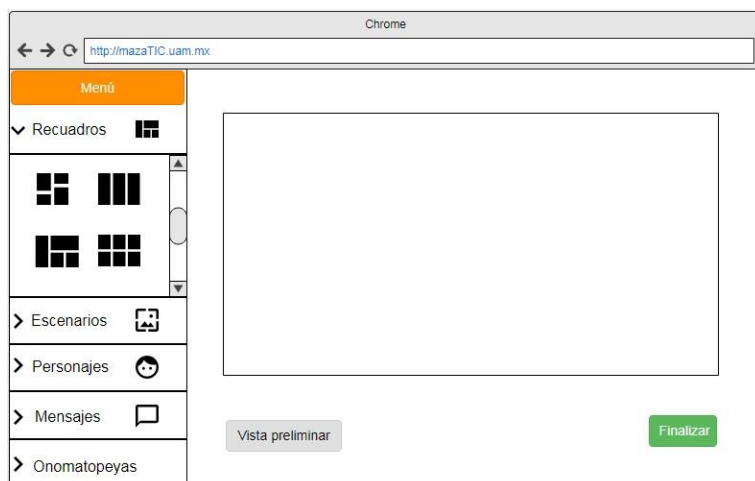 Chrome
http://mazaTIC.uam.mx
Menú
Recuadros
Escenarios
Personajes
Mensajes
Onomatopeyas
Vista preliminar
Finalizar